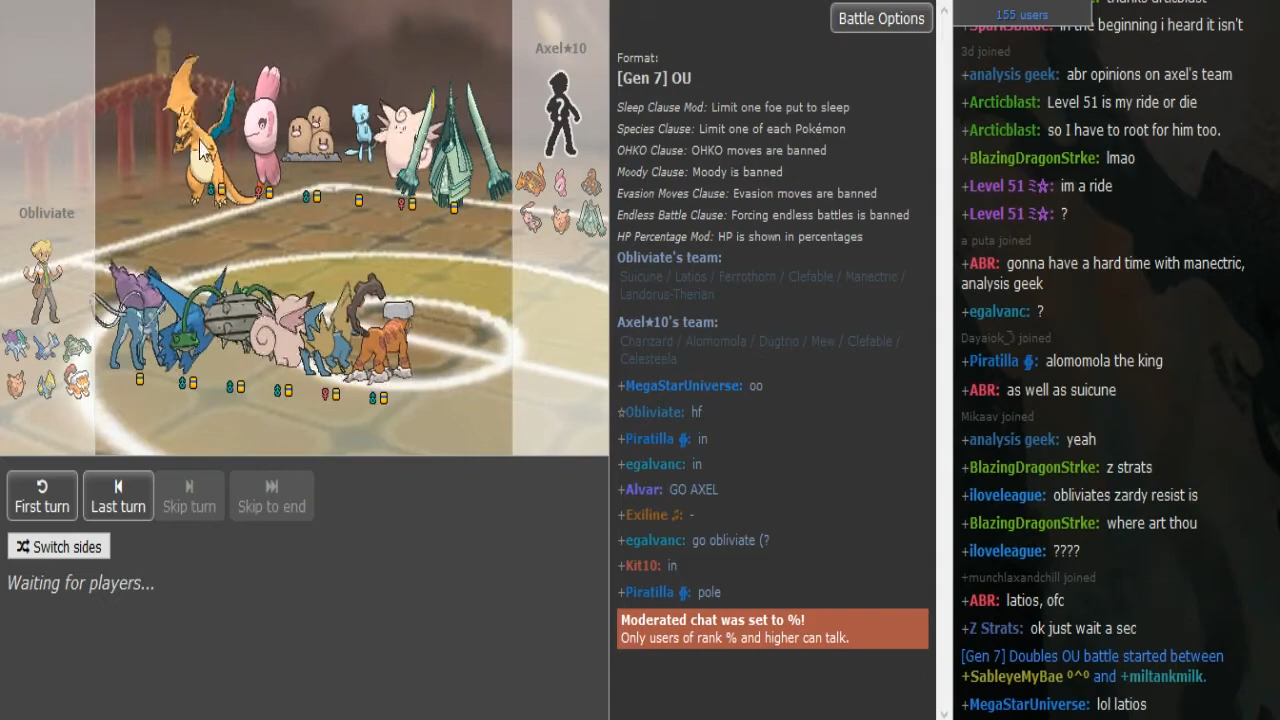 Axel★10
Obliviate
First turn
Last turn
Skip turn
Skip to end
Switch sides
Waiting for players...
Battle Options
Format:
[Gen 7] OU
Sleep Clause Mod: Limit one foe put to sleep
Species Clause: Limit one of each Pokémon
OHKO Clause: OHKO moves are banned
Moody Clause: Moody is banned
Evasion Moves Clause: Evasion moves are banned
Endless Battle Clause: Forcing endless battles is banned
HP Percentage Mod: HP is shown in percentages
Obliviate's team:
Suicune / Latios / Ferrothorn / Clefable / Manectric /
Landorus-Therian
Axel★10's team:
Charizard / Alomomola / Dugtrio / Mew / Clefable /
Celesteela
+MegaStarUniverse: oo
☆Obliviate: hf
+Piratilla : in
+egalvanc: in
+Alvar: GO AXEL
+Exiline ♫: -
+egalvanc: go obliviate (?
+Kit10: in
+Piratilla : pole
Moderated chat was set to %!
Only users of rank % and higher can talk.
155 users
in the beginning i heard it isn't
3d joined
+analysis geek: abr opinions on axel's team
+Arcticblast: Level 51 is my ride or die
+Arcticblast: so I have to root for him too.
+BlazingDragonStrke: lmao
+Level 51 ミ☆: im a ride
+Level 51 ミ☆: ?
a puta joined
+ABR: gonna have a hard time with manectric,
analysis geek
+egalvanc: ?
joined
+Piratilla : alomomola the king
+ABR: as well as suicune
Mikaav joined
+analysis geek: yeah
+BlazingDragonStrke: z strats
+iloveleague: obliviates zardy resist is
+BlazingDragonStrke: where art thou
+iloveleague: ????
+munchlaxandchill joined
+ABR: latios, ofc
+Z Strats: ok just wait a sec
[Gen 7] Doubles OU battle started between
+SableyeMyBae º^º and +miltankmilk.
+MegaStarUniverse: lol latios